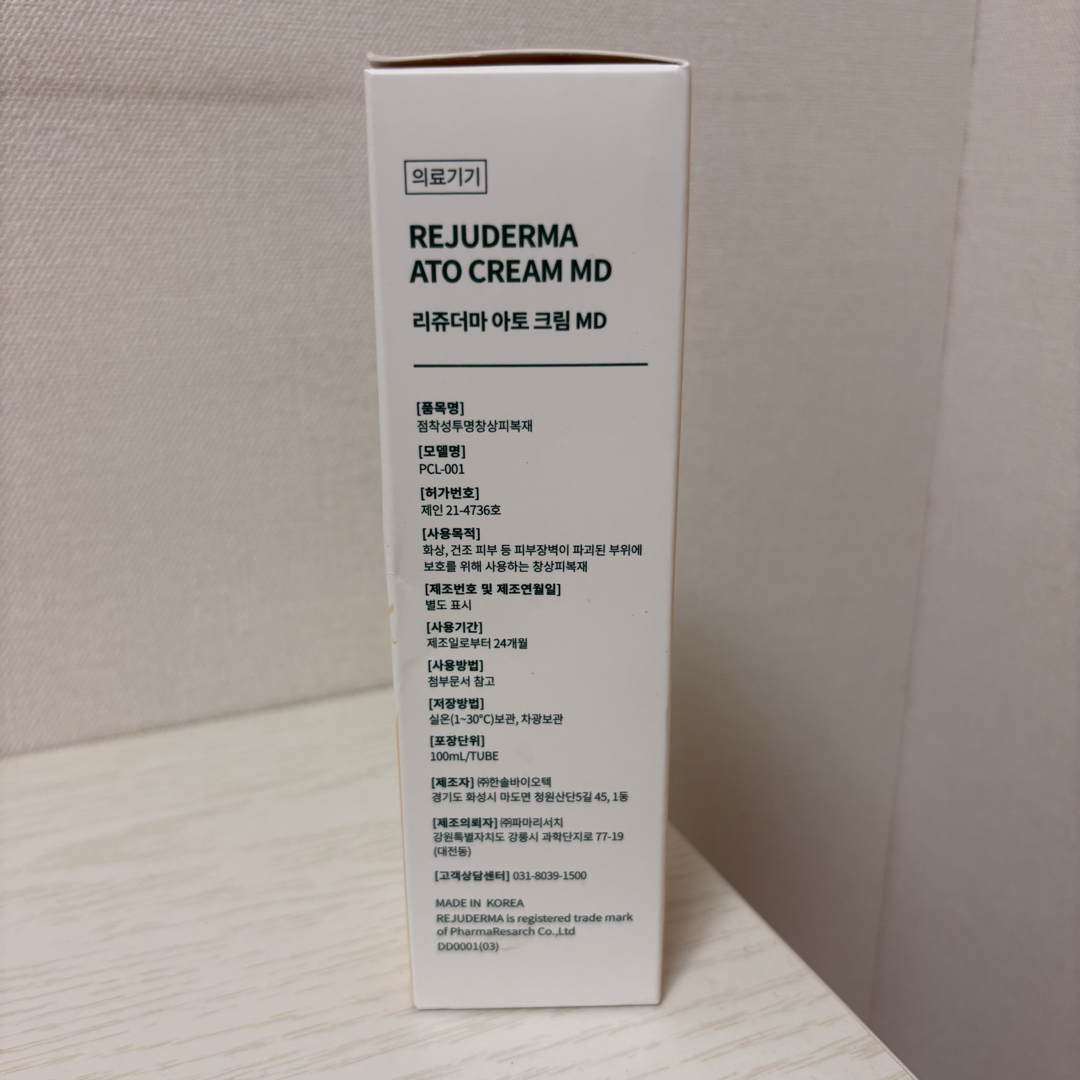 의료기기
REJUDERMA
ATO CREAM MD
리쥬더마 아토 크림 MD
[품목명]
점착성투명창상피복재
[모델명]
PCL-001
[허가번호]
제인 21-4736호
[사용목적]
화상, 건조 피부 등 피부장벽이 파괴된 부위에
보호를 위해 사용하는 창상피복재
[제조번호 및 제조연월일]
별도 표시
[사용기간]
제조일로부터 24개월
[사용방법]
첨부문서 참고
[저장방법]
실온(1~30°C)보관, 차광보관
[포장단위]
100mL/TUBE
[제조자] ㈜한솔바이오텍
경기도 화성시 마도면 청원산단5길 45, 1동
[제조의뢰자] ㈜파마리서치
강원특별자치도 강릉시 과학단지로 77-19
(대전동)
[고객상담센터] 031-8039-1500
MADE IN KOREA
REJUDERMA is registered trade mark
of PharmaResarch Co.,Ltd
DD0001(03)